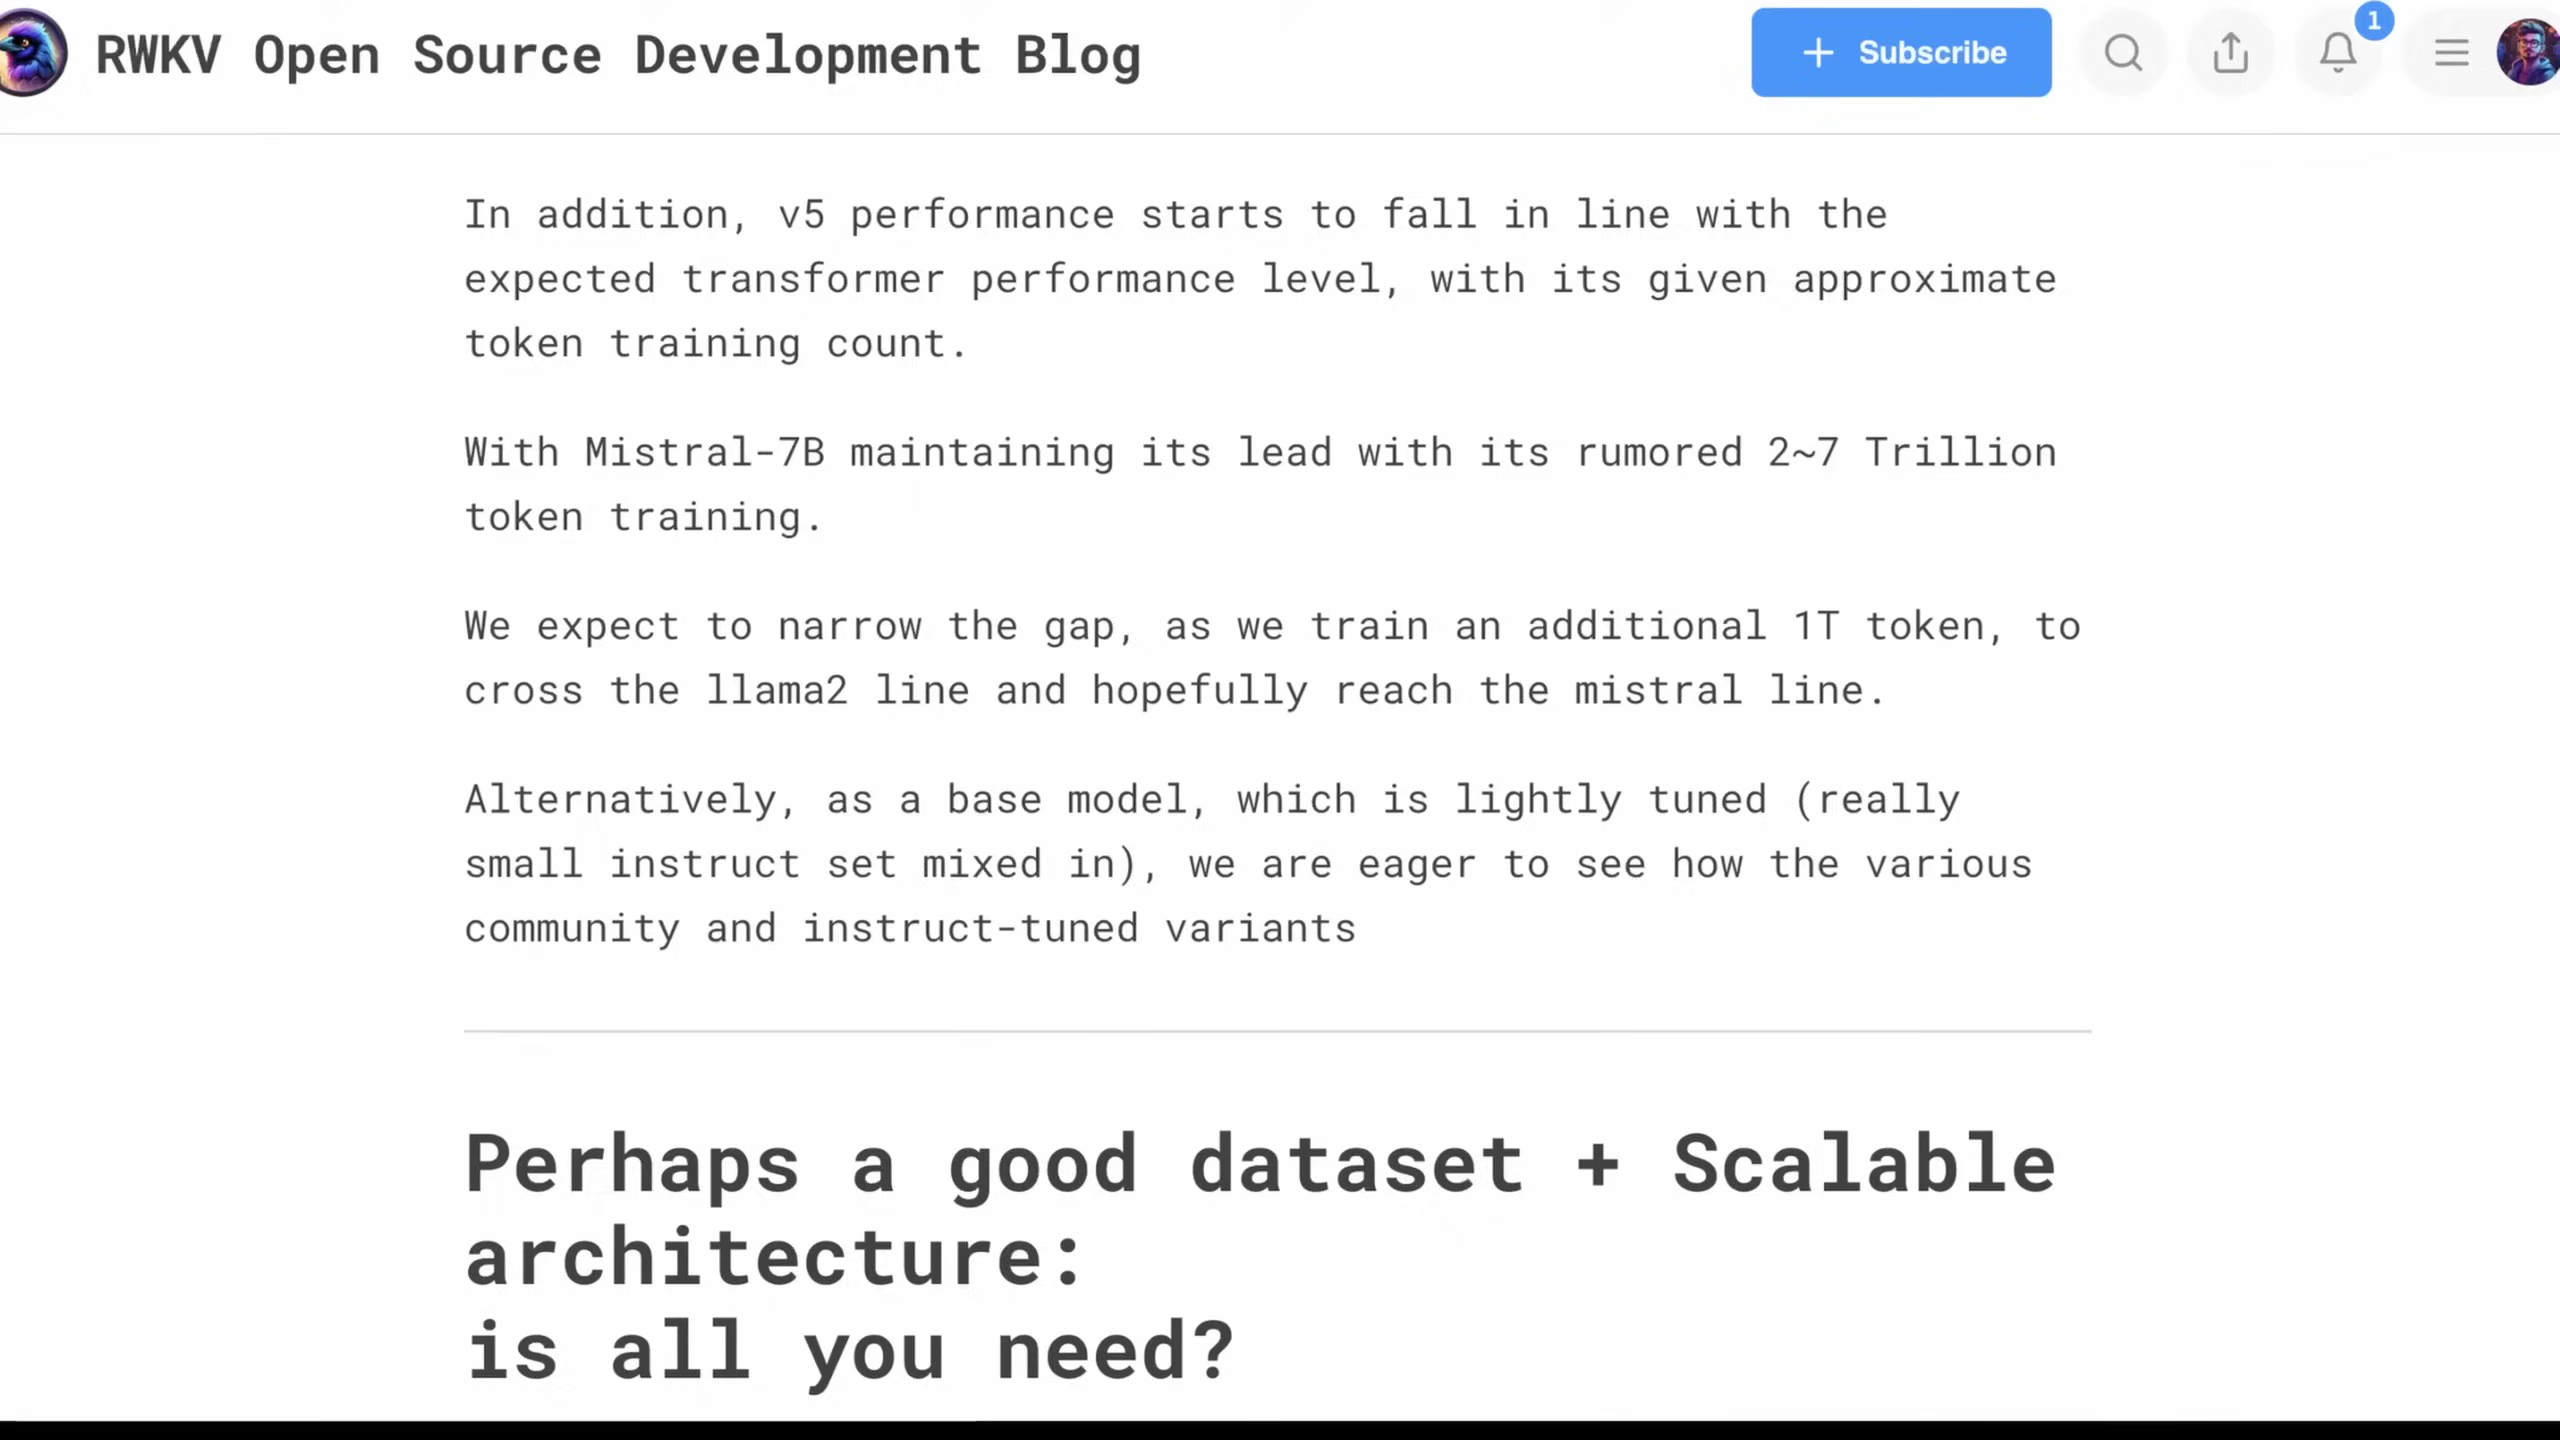 RWKV Open Source Development Blog
Subscribe
1
In addition, v5 performance starts to fall in line with the
expected transformer performance level, with its given approximate
token training count.
With Mistral-7B maintaining its lead with its rumored 2~7 Trillion
token training.
We expect to narrow the gap, as we train an additional 1T token, to
cross the llama2 line and hopefully reach the mistral line.
Alternatively, as a base model, which is lightly tuned (really
small instruct set mixed in), we are eager to see how the various
community and instruct-tuned variants
Perhaps a good dataset + Scalable
architecture:
is all you need?